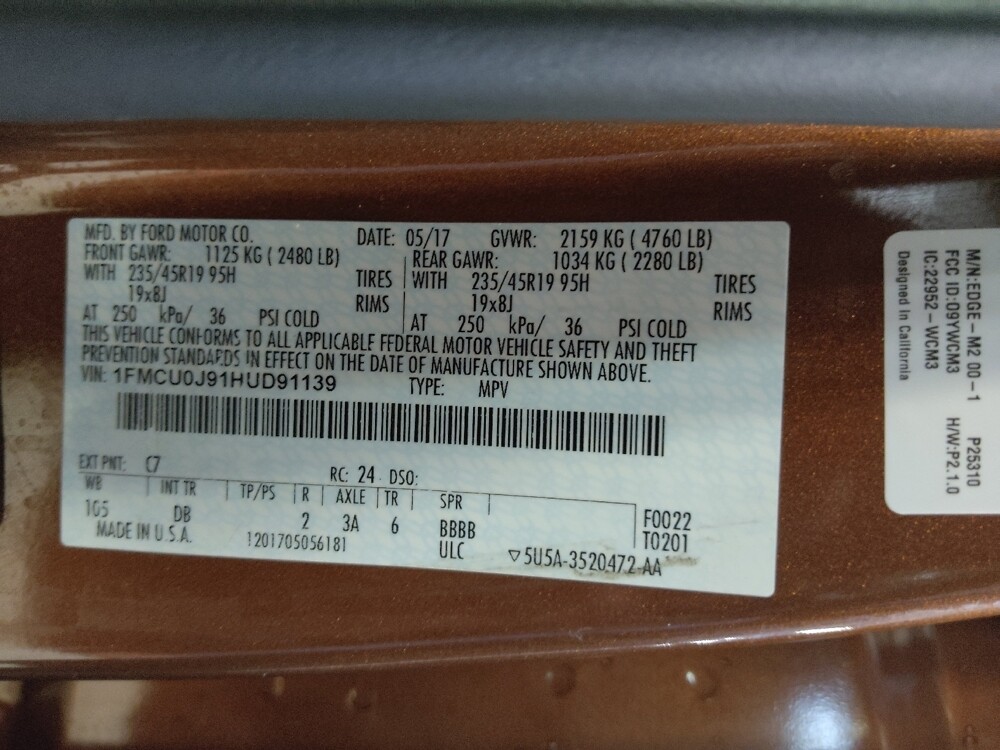 MFD. BY FORD MOTOR CO. DATE: 05/17 GVWR: 2159 KG ( 4760 LB)
FRONT GAWR: 1125 KG ( 2480 LB) REAR GAWR: 1034 KG ( 2280 LB)
WITH 235/45R19 95H TIRES WITH 235/45R19 95H TIRES
19x8J RIMS 19x8J RIMS
AT 250 kPa/ 36 PSI COLD AT 250 kPa/ 36 PSI COLD
THIS VEHICLE CONFORMS TO ALL APPLICABLE FEDERAL MOTOR VEHICLE SAFETY AND THEFT
PREVENTION STANDARDS IN EFFECT ON THE DATE OF MANUFACTURE SHOWN ABOVE.
VIN: 1FMCU0J91HUD91139 TYPE: MPV
EXT PNT: C7 RC: 24 DSO:
WB INT TR TP/PS R AXLE TR SPR
105 DB 2 3A 6 BBBB F0022
MADE IN U.S.A. 1201705056181 ULC T0201
▽5U5A-3520472-AA
M/N:EDGE-M2 00-1 P25310
FCC ID:09YWCM3 H/W:P2.1.0
IC:22952-WCM3
Designed in California